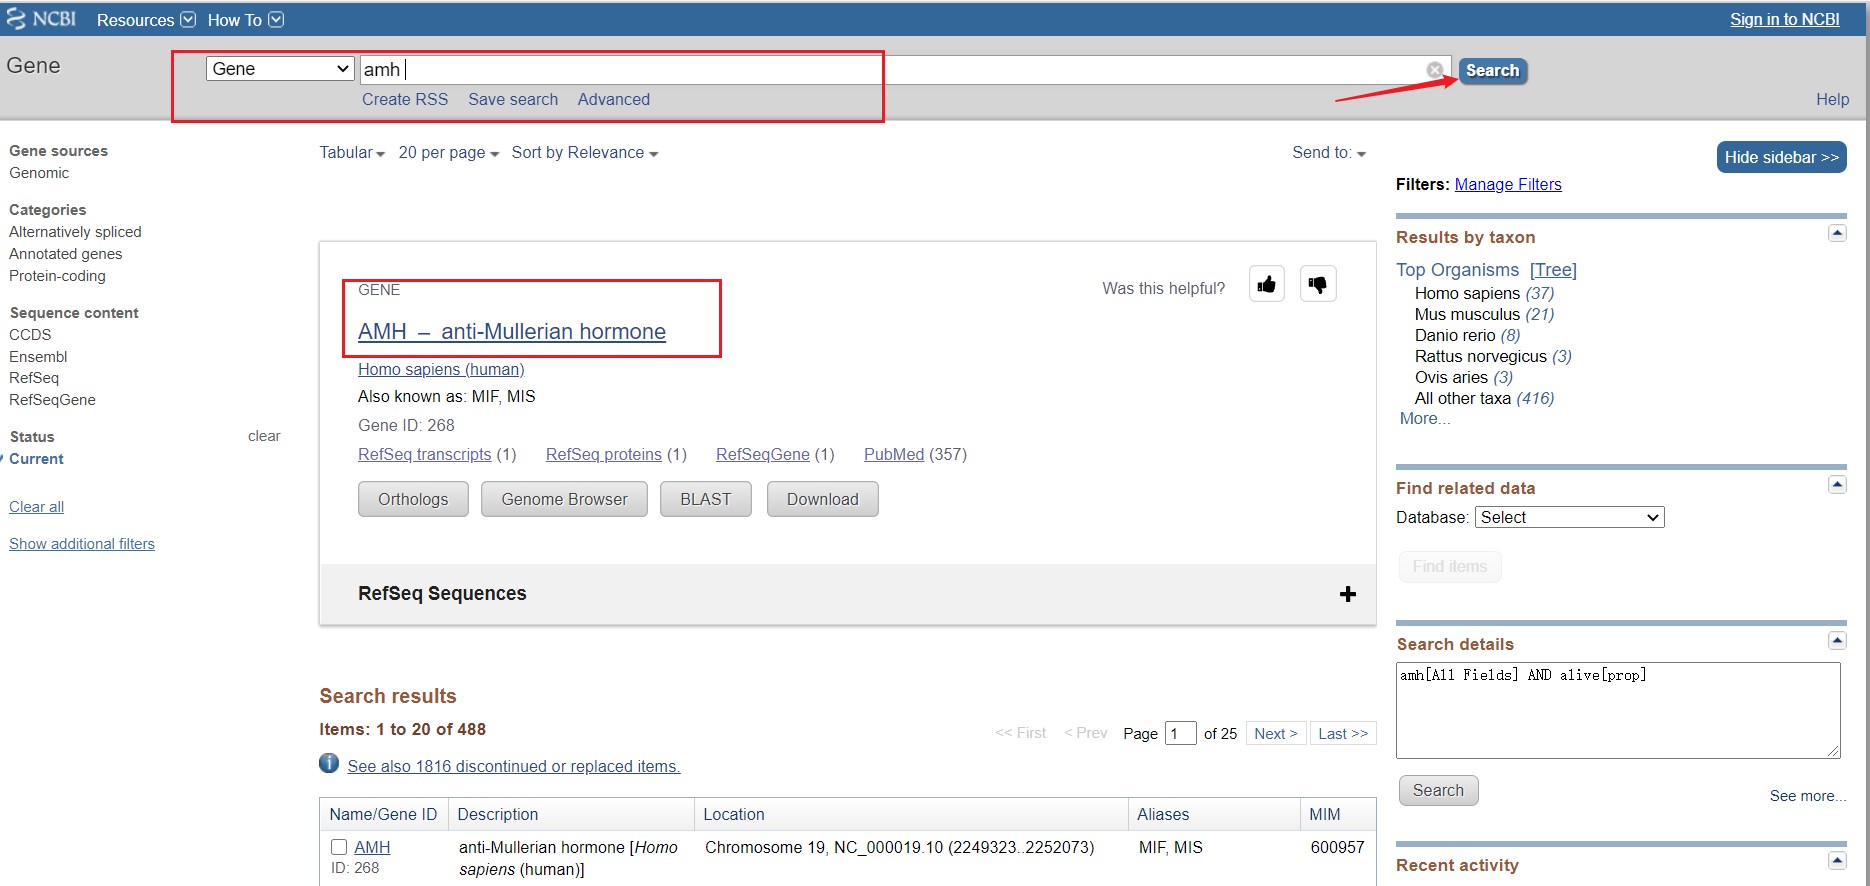 NCBI Resources How To Sign in to NCBI
Gene Gene amh Search
Create RSS Save search Advanced Help
Gene sources
Genomic
Categories
Alternatively spliced
Annotated genes
Protein-coding
Sequence content
CCDS
Ensembl
RefSeq
RefSeqGene
Status clear
Current
Clear all
Show additional filters
Tabular 20 per page Sort by Relevance Send to:
GENE
Was this helpful?
AMH – anti-Mullerian hormone
Homo sapiens (human)
Also known as: MIF, MIS
Gene ID: 268
RefSeq transcripts (1) RefSeq proteins (1) RefSeqGene (1) PubMed (357)
Orthologs Genome Browser BLAST Download
RefSeq Sequences
Search results
Items: 1 to 20 of 488
<< First < Prev Page 1 of 25 Next > Last >>
See also 1816 discontinued or replaced items.
Name/Gene ID Description Location Aliases MIM
AMH anti-Mullerian hormone [Homo Chromosome 19, NC_000019.10 (2249323..2252073) MIF, MIS 600957
ID: 268 sapiens (human)]
Hide sidebar >>
Filters: Manage Filters
Results by taxon
Top Organisms [Tree]
Homo sapiens (37)
Mus musculus (21)
Danio rerio (8)
Rattus norvegicus (3)
Ovis aries (3)
All other taxa (416)
More...
Find related data
Database: Select
Find items
Search details
amh[All Fields] AND alive[prop]
Search See more...
Recent activity